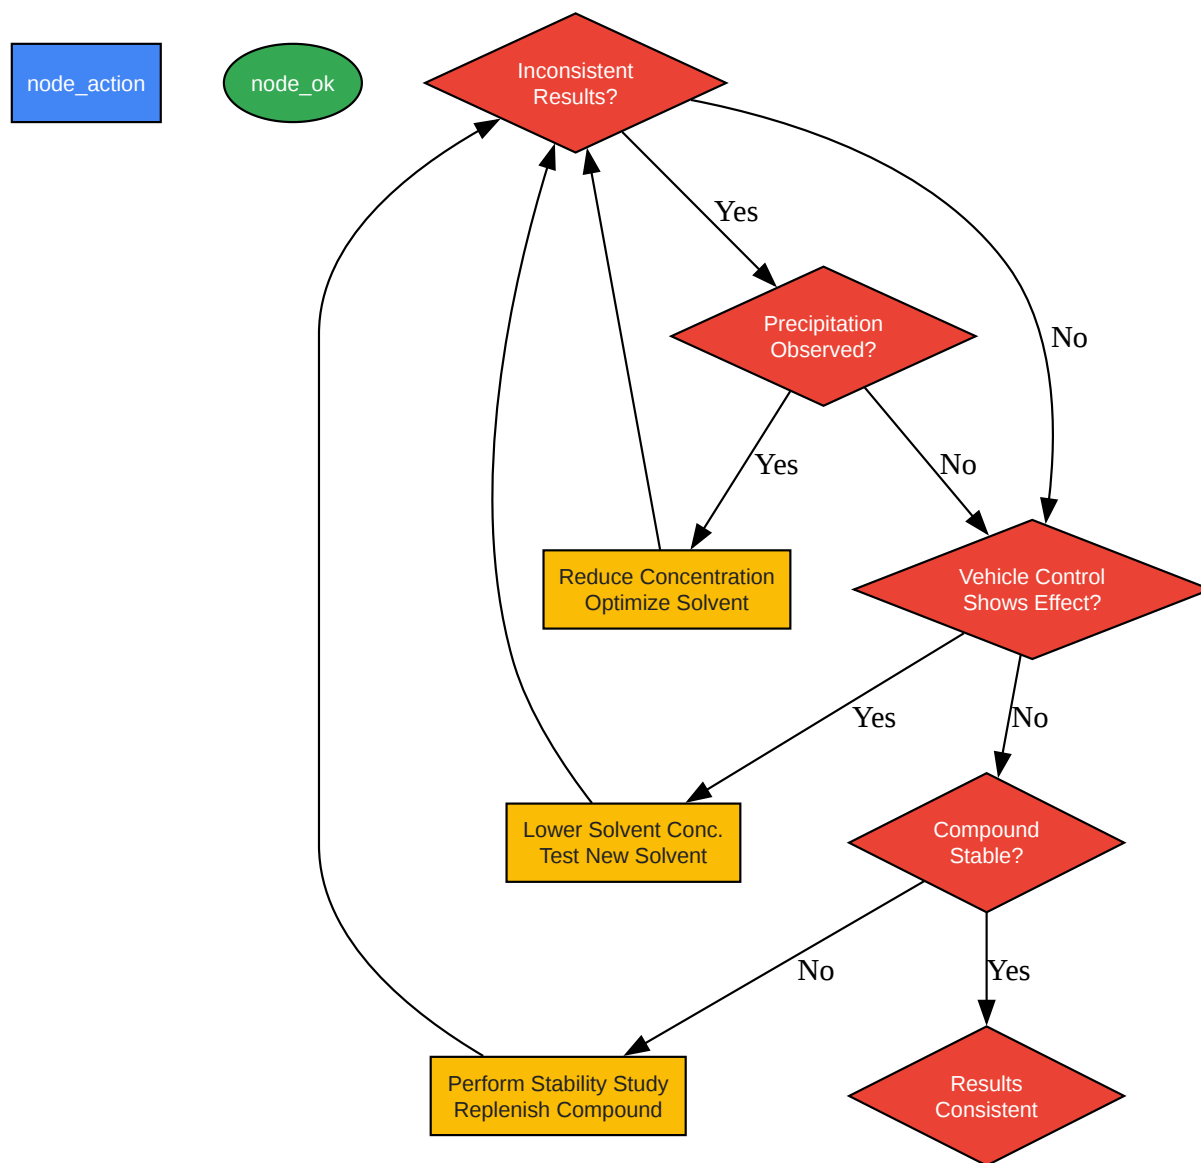 node_action
node_ok
Inconsistent
Results?
Yes
No
Precipitation
Observed?
Yes
No
Reduce Concentration
Optimize Solvent
Vehicle Control
Shows Effect?
Yes
No
Lower Solvent Conc.
Test New Solvent
Compound
Stable?
No
Yes
Perform Stability Study
Replenish Compound
Results
Consistent